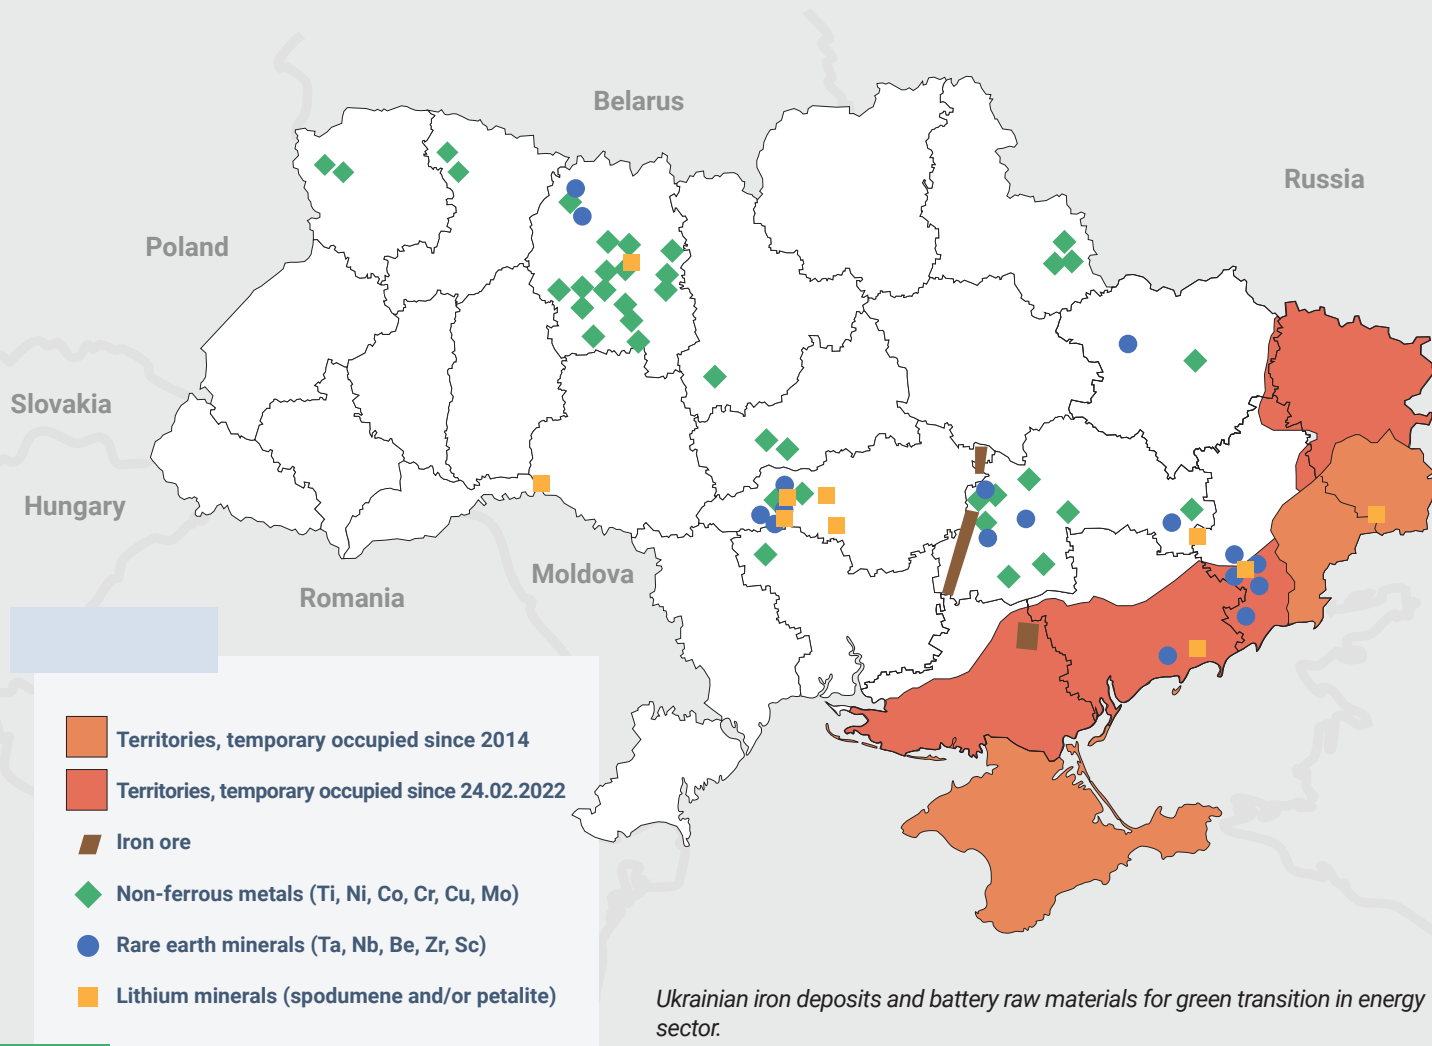 Belarus
Russia
Poland
Slovakia
Hungary
Moldova
Romania
Territories, temporary occupied since 2014
Territories, temporary occupied since 24.02.2022
Iron ore
Non-ferrous metals (Ti, Ni, Co, Cr, Cu, Mo)
Rare earth minerals (Ta, Nb, Be, Zr, Sc)
Lithium minerals (spodumene and/or petalite)
Ukrainian iron deposits and battery raw materials for green transition in energy
sector.